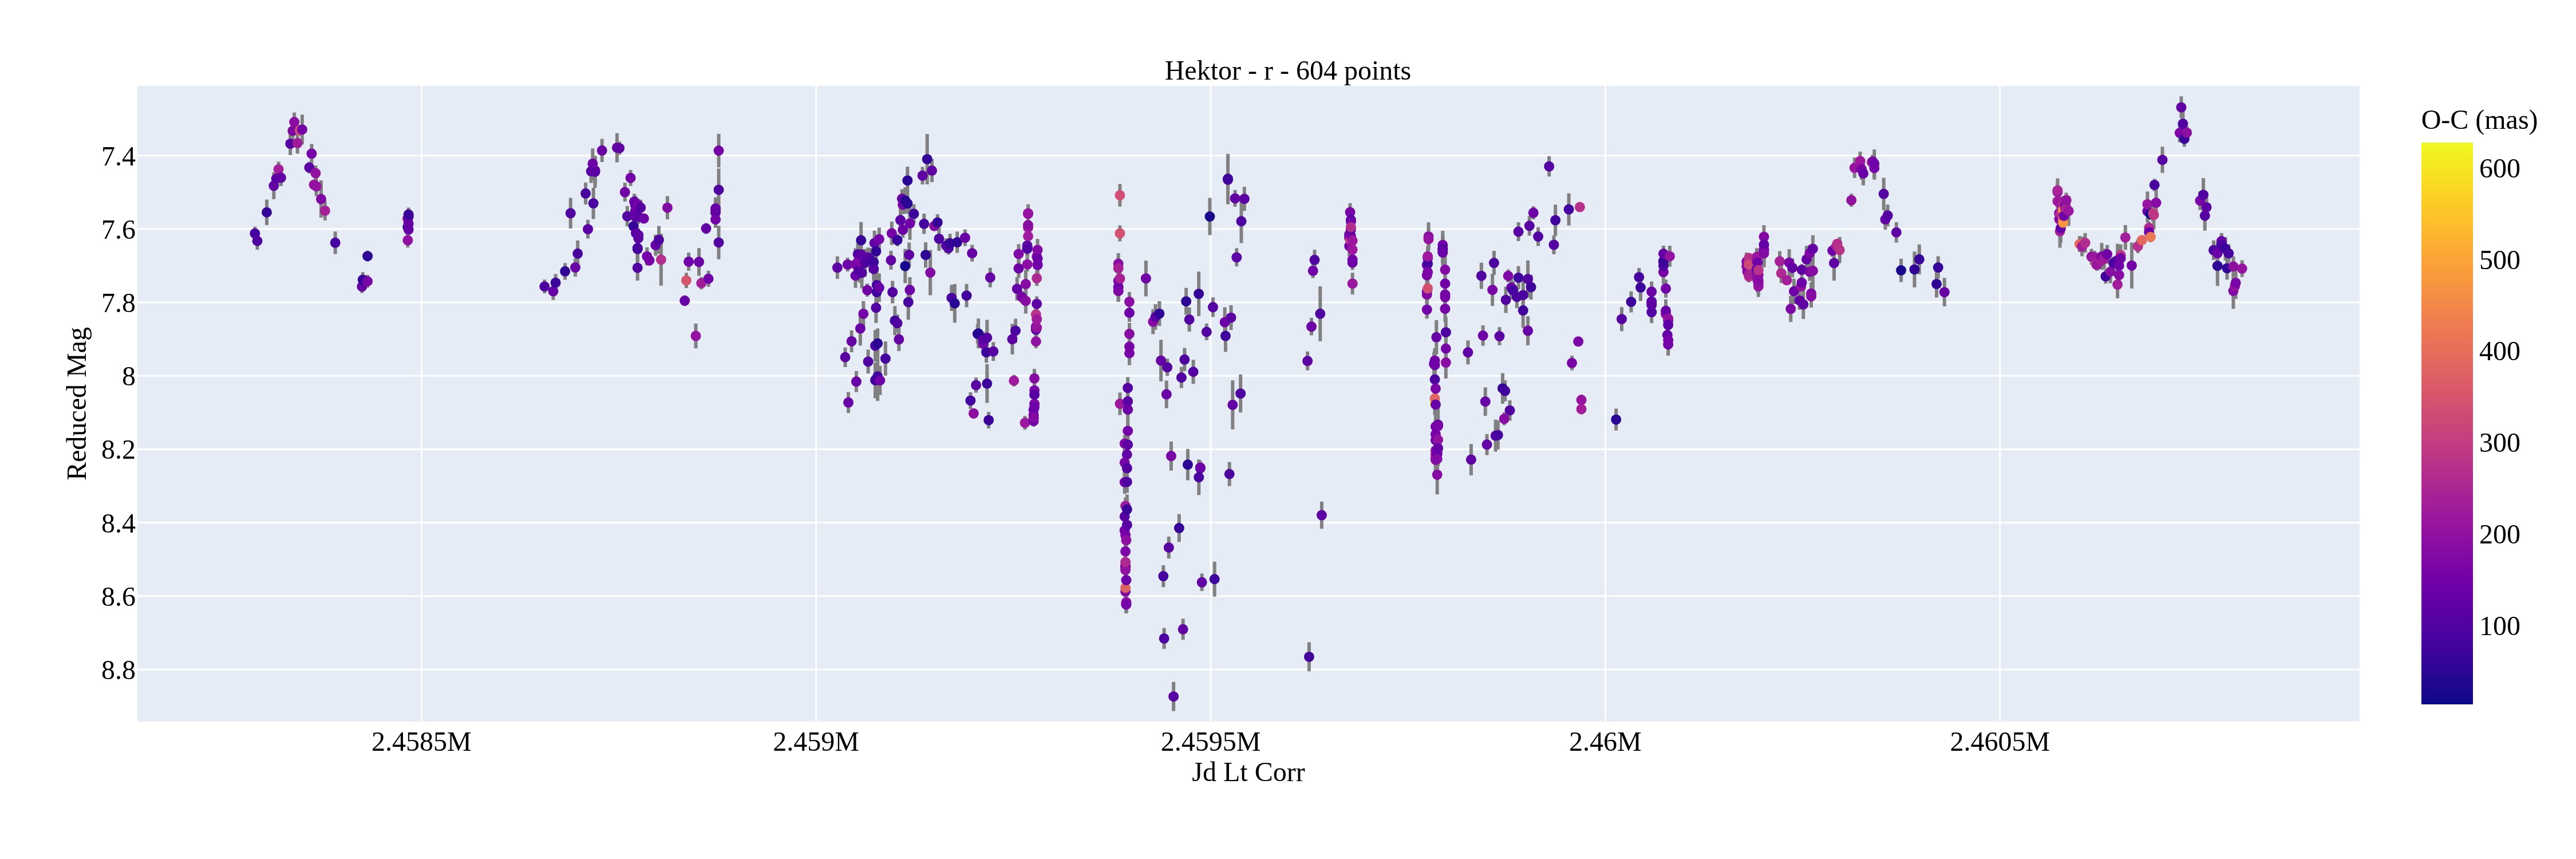 Hektor - r - 604 points
O-C (mas)
7.4
7.6
7.8
8
8.2
8.4
8.6
8.8
Reduced Mag
600
500
400
300
200
100
2.4585M
2.459M
2.4595M
2.46M
2.4605M
Jd Lt Corr